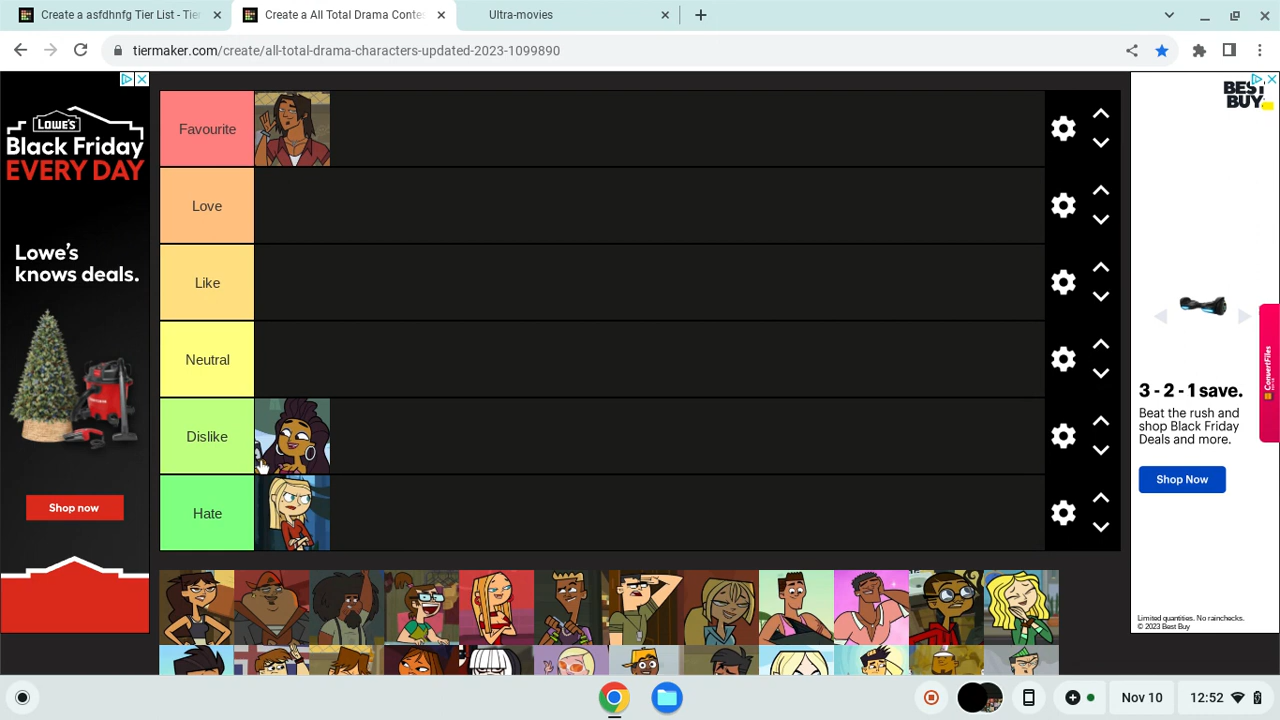 Create a asfdhnfg Tier List - Tier
Create a All Total Drama Contes
Ultra-movies
tiermaker.com/create/all-total-drama-characters-updated-2023-1099890
LOWE'S
Black Friday
EVERY DAY
Lowe's
knows deals.
Shop now
Favourite
Love
Like
Neutral
Dislike
Hate
BEST
BUY
3 - 2 - 1 save.
Beat the rush and
shop Black Friday
Deals and more.
Shop Now
Limited quantities. No rainchecks.
© 2023 Best Buy
ConvertFiles
Nov 10
12:52